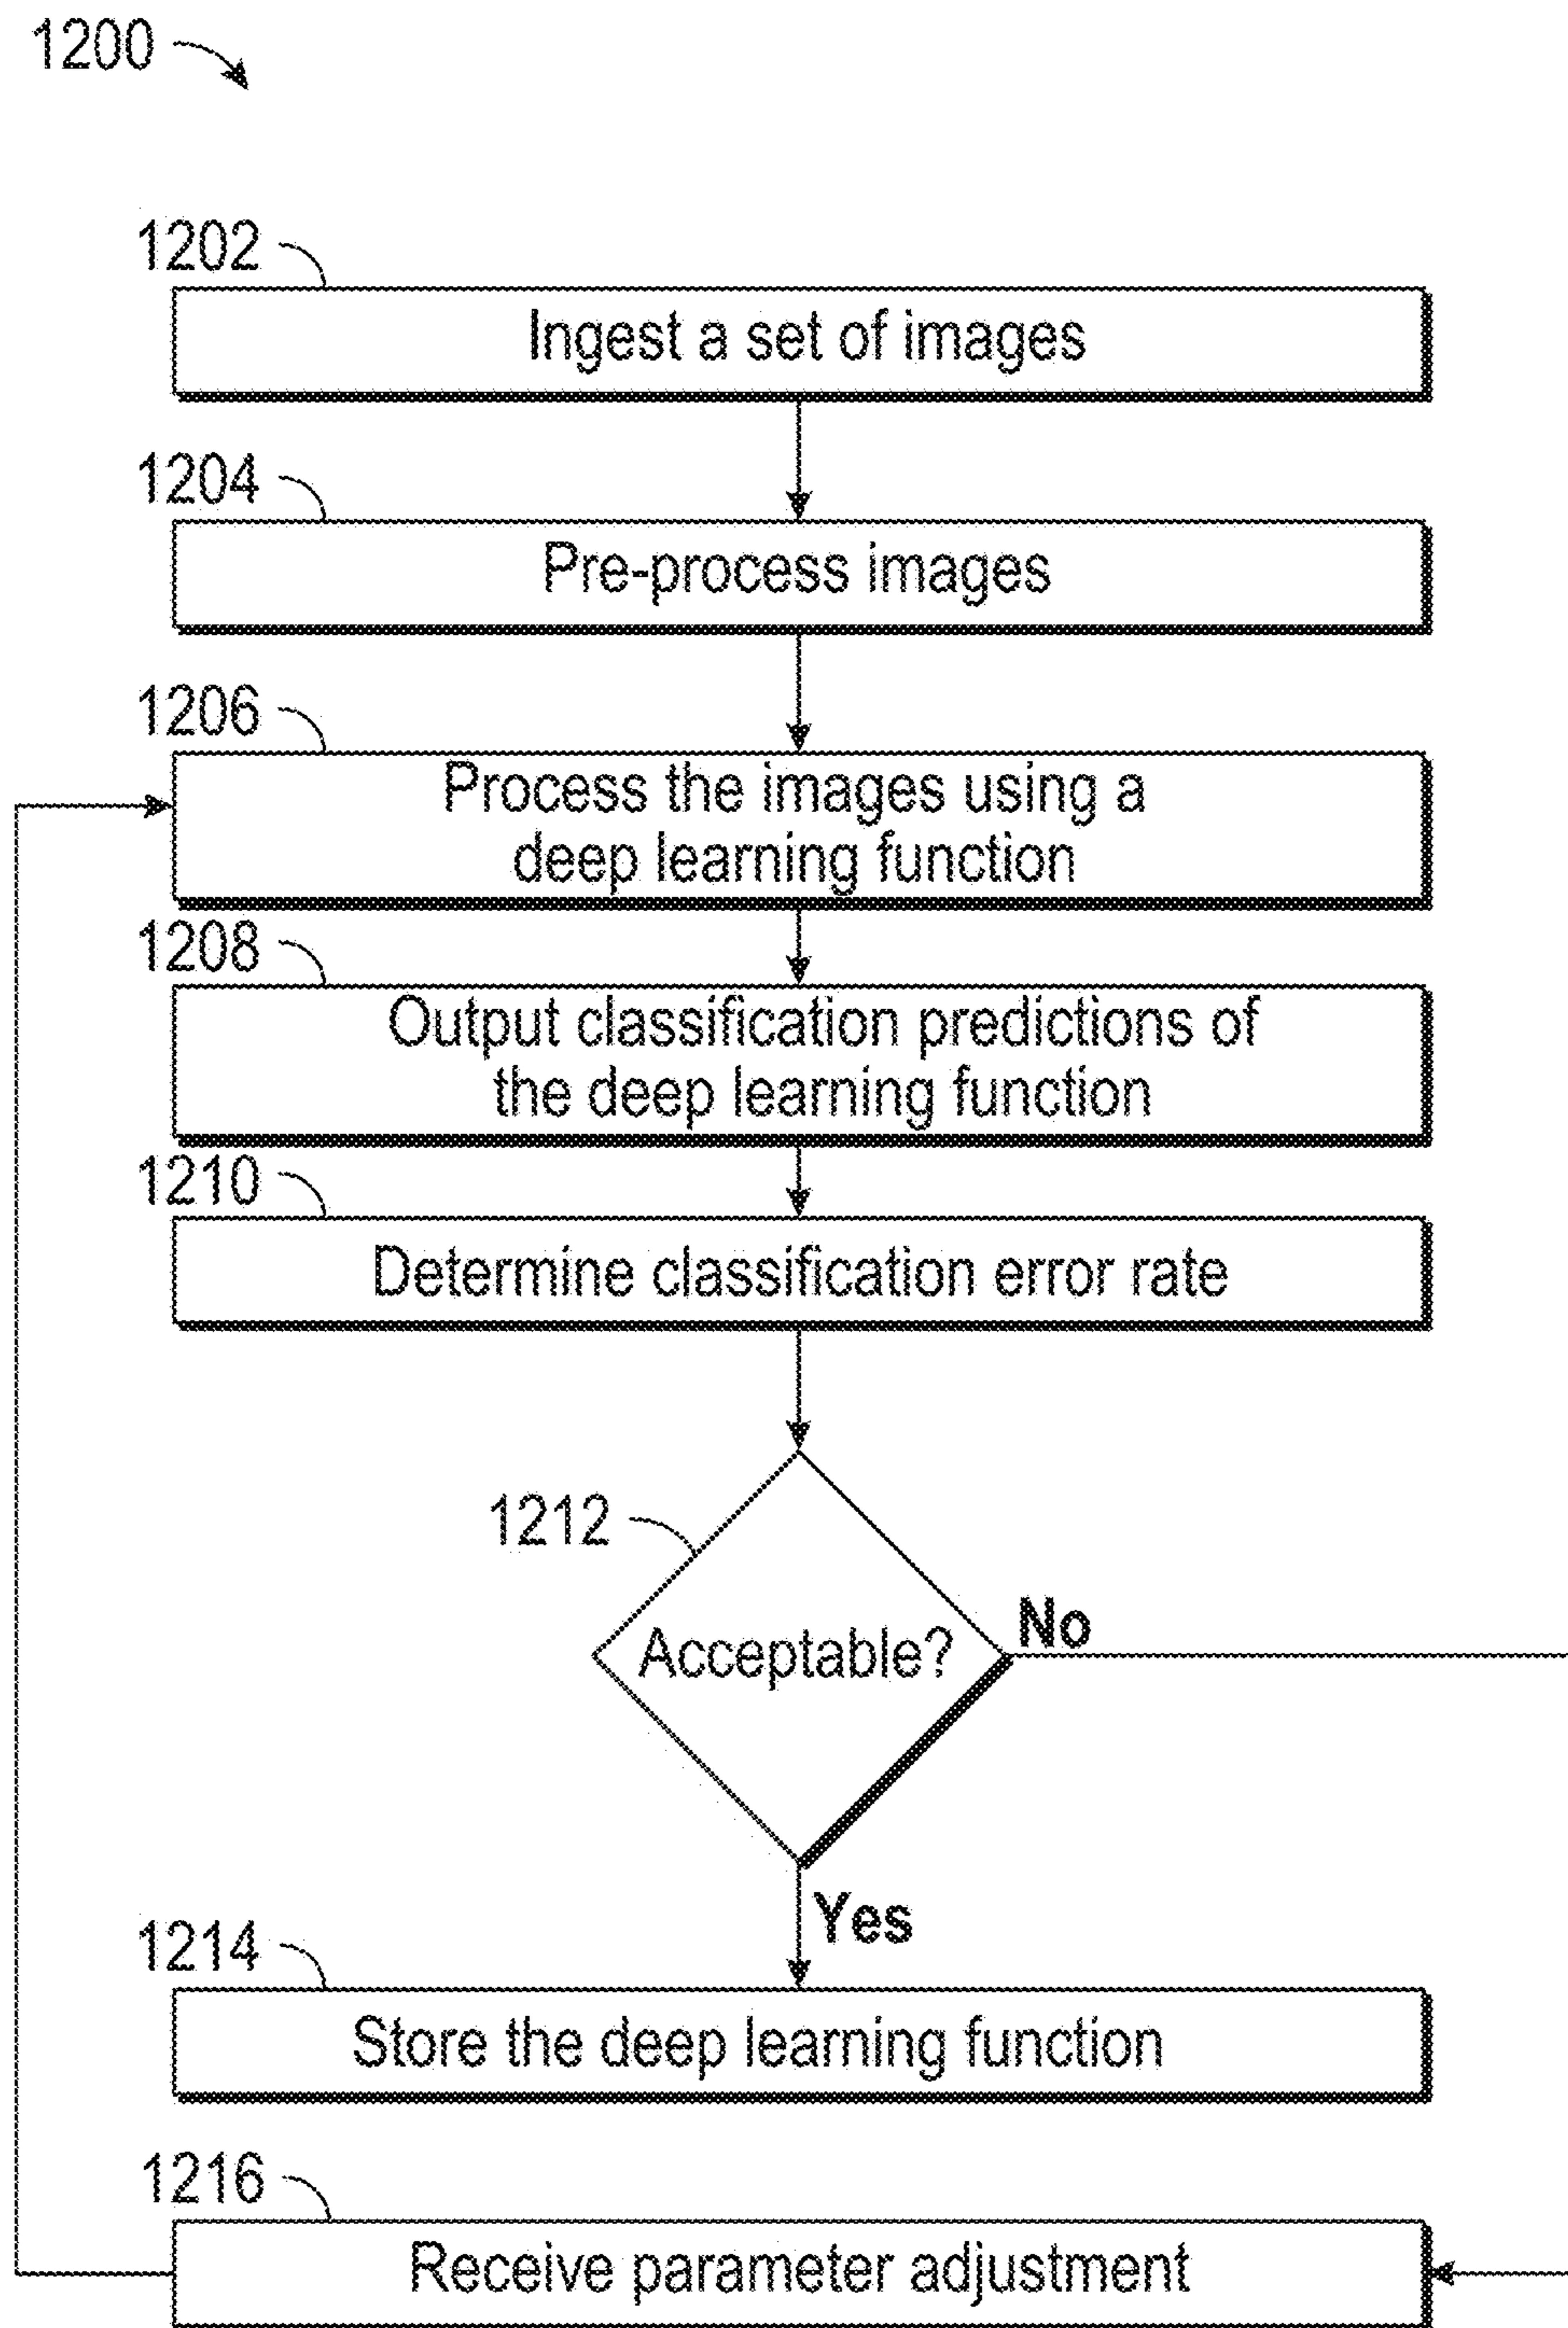 1200
1202
Ingest a set of images
1204
Pre-process images
1206
Process the images using a
deep learning function
1208
Output classification predictions of
the deep learning function
1210
Determine classification error rate
1212
Acceptable?
No
Yes
1214
Store the deep learning function
1216
Receive parameter adjustment